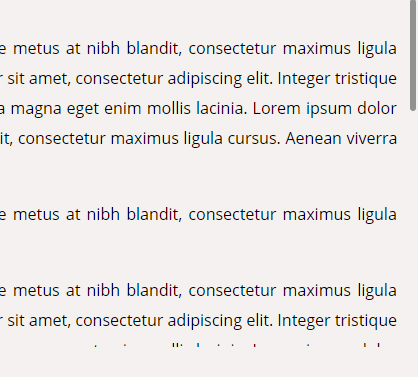 e metus at nibh blandit, consectetur maximus ligula
r sit amet, consectetur adipiscing elit. Integer tristique
a magna eget enim mollis lacinia. Lorem ipsum dolor
it, consectetur maximus ligula cursus. Aenean viverra
e metus at nibh blandit, consectetur maximus ligula
e metus at nibh blandit, consectetur maximus ligula
r sit amet, consectetur adipiscing elit. Integer tristique